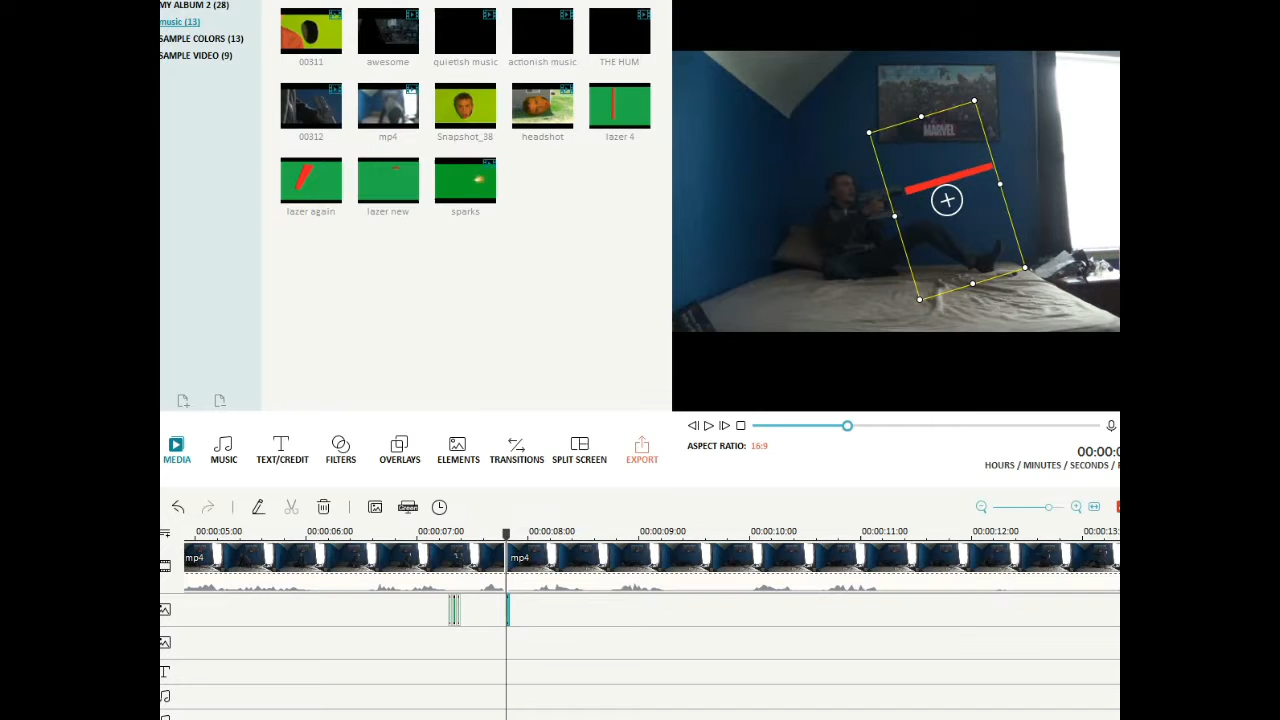 MY ALBUM 2 (28)
music (13)
SAMPLE COLORS (13)
SAMPLE VIDEO (9)
00311
awesome
quietish music
actionish music
THE HUM
00312
mp4
Snapshot_38
headshot
lazer 4
lazer again
lazer new
sparks
MARVEL
MEDIA
MUSIC
TEXT/CREDIT
FILTERS
OVERLAYS
ELEMENTS
TRANSITIONS
SPLIT SCREEN
EXPORT
ASPECT RATIO: 16:9
00:00:0
HOURS / MINUTES / SECONDS /
Green
00:00:05:00
00:00:06:00
00:00:07:00
00:00:08:00
00:00:09:00
00:00:10:00
00:00:11:00
00:00:12:00
00:00:13:
mp4
mp4